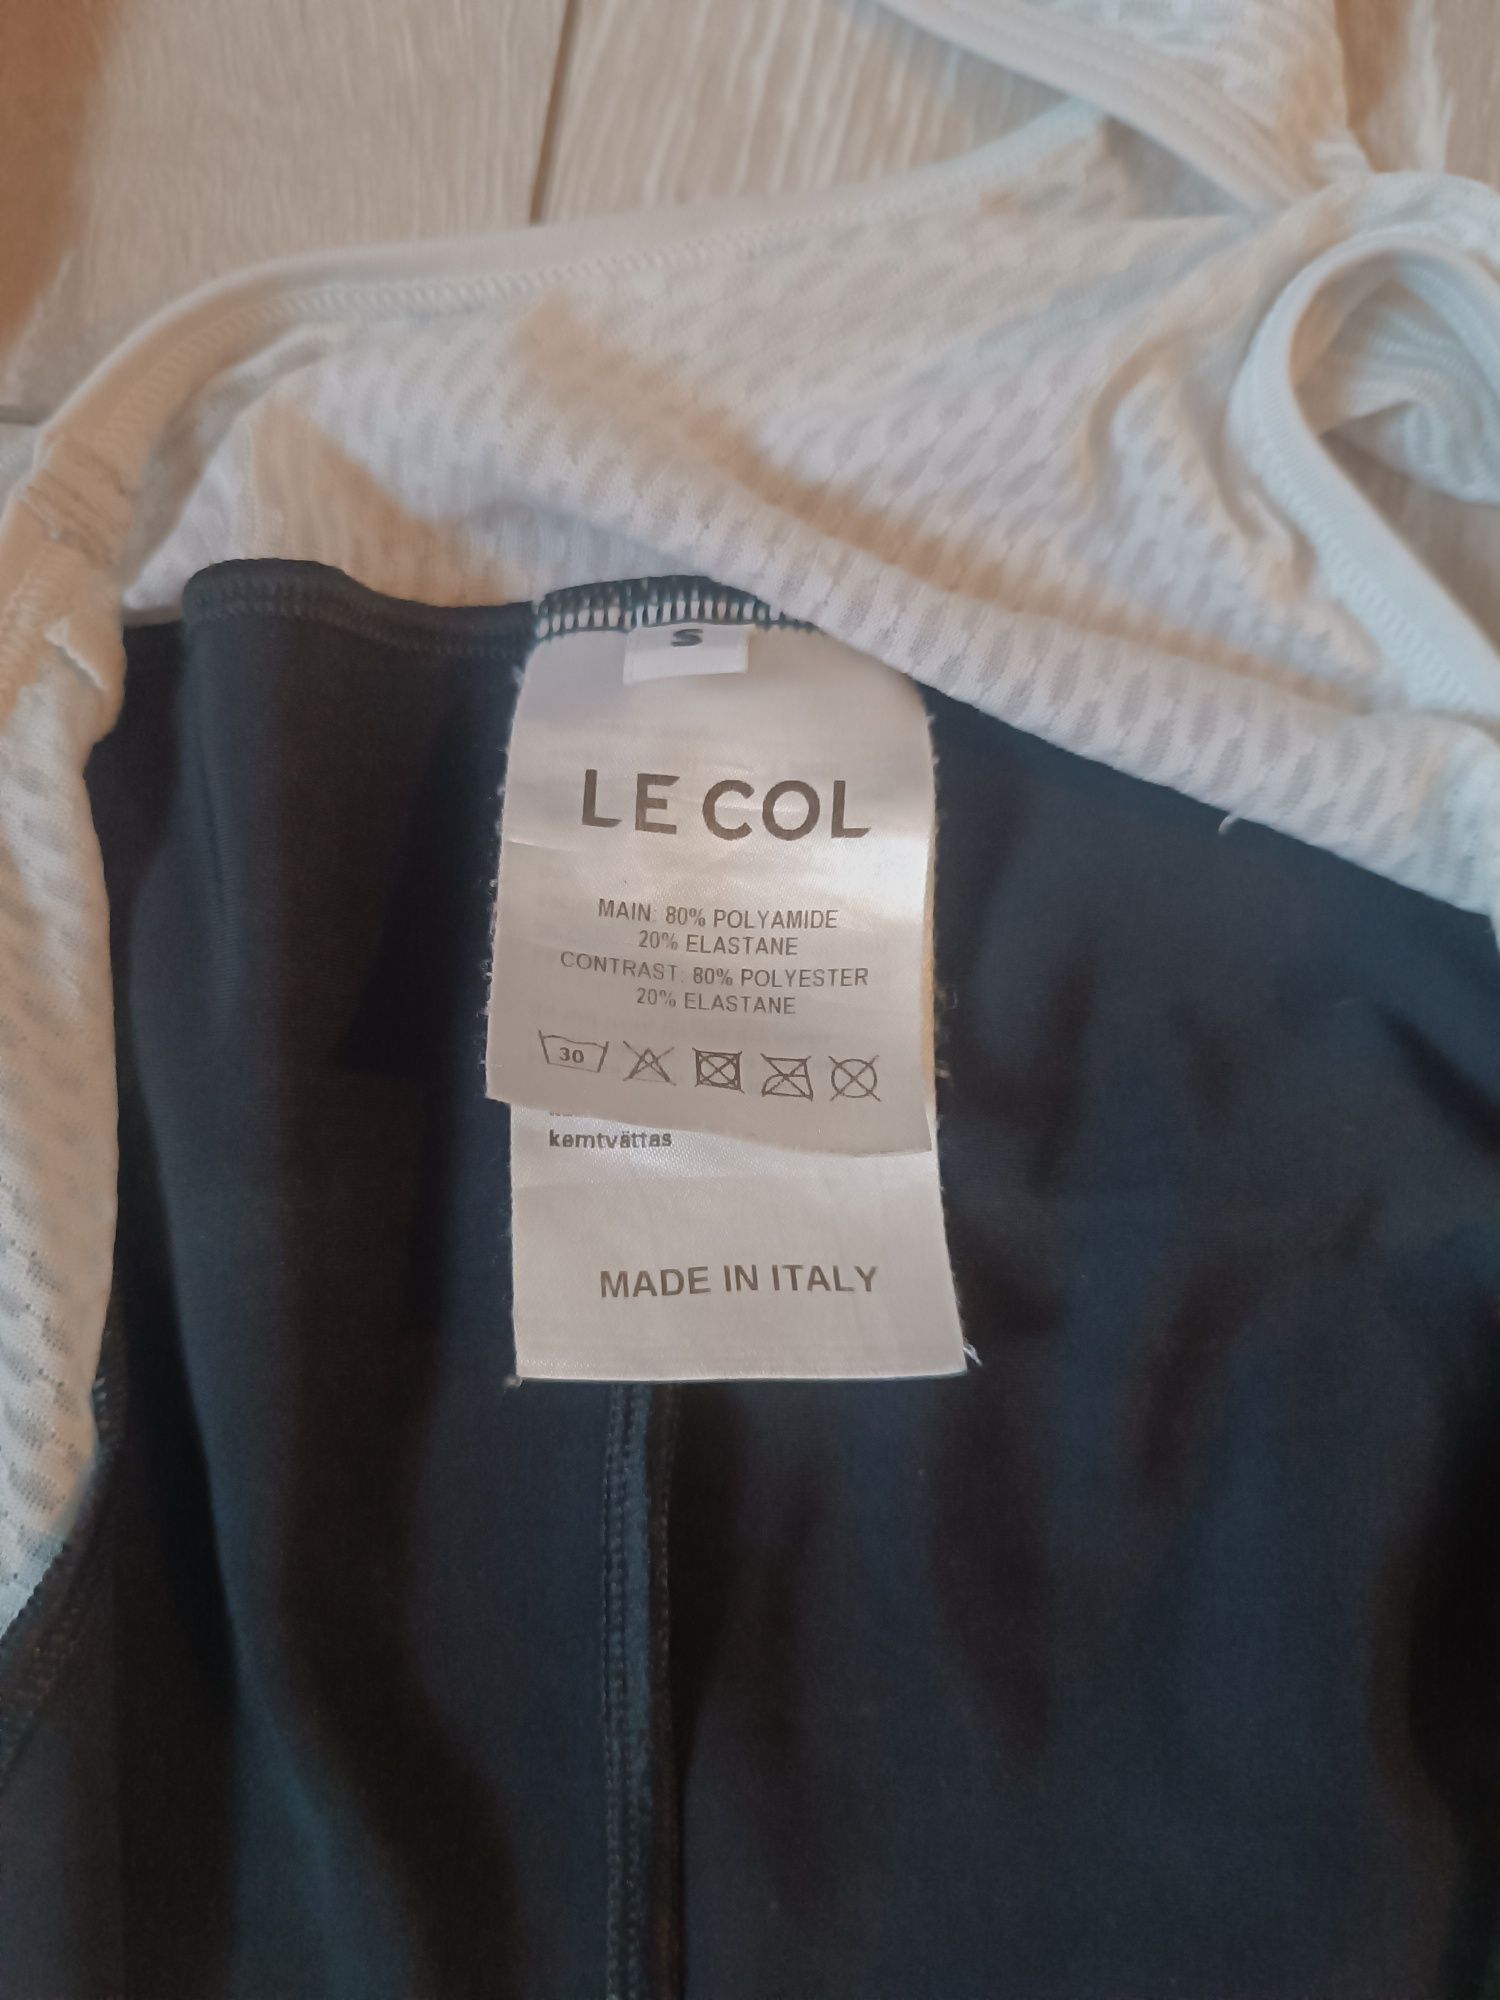 S
LE COL
MAIN: 80% POLYAMIDE
20% ELASTANE
CONTRAST: 80% POLYESTER
20% ELASTANE
30
kemtvättas
MADE IN ITALY